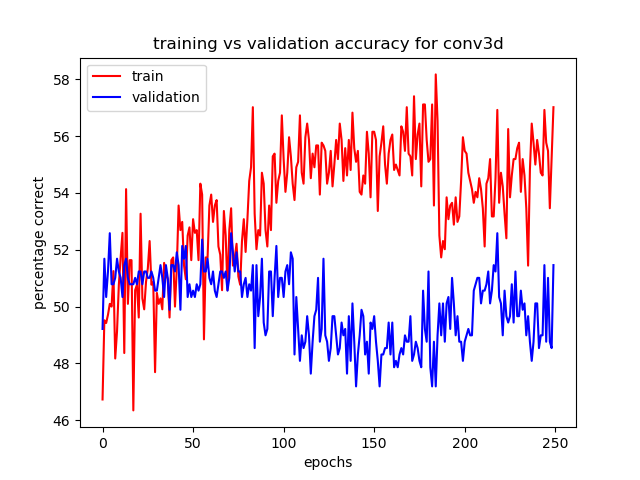 training vs validation accuracy for conv3d
train
validation
percentage correct
58
56
54
52
50
48
46
0
50
100
150
200
250
epochs